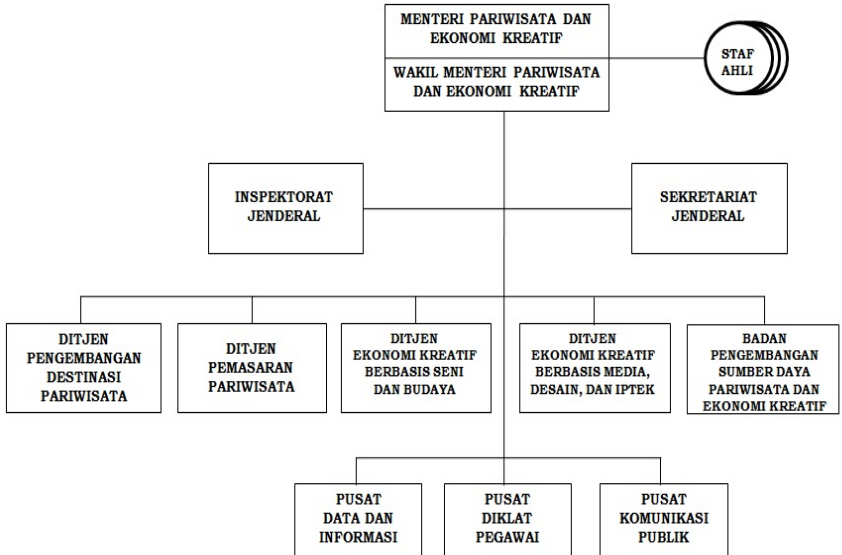 MENTERI PARIWISATA DAN
EKONOMI KREATIF
WAKIL MENTERI PARIWISATA
DAN EKONOMI KREATIF
STAF
AHLI
INSPEKTORAT
JENDERAL
SEKRETARIAT
JENDERAL
DITJEN
PENGEMBANGAN
DESTINASI
PARIWISATA
DITJEN
PEMASARAN
PARIWISATA
DITJEN
EKONOMI KREATIF
BERBASIS SENI
DAN BUDAYA
DITJEN
EKONOMI KREATIF
BERBASIS MEDIA,
DESAIN, DAN IPTEK
BADAN
PENGEMBANGAN
SUMBER DAYA
PARIWISATA DAN
EKONOMI KREATIF
PUSAT
DATA DAN
INFORMASI
PUSAT
DIKLAT
PEGAWAI
PUSAT
KOMUNIKASI
PUBLIK